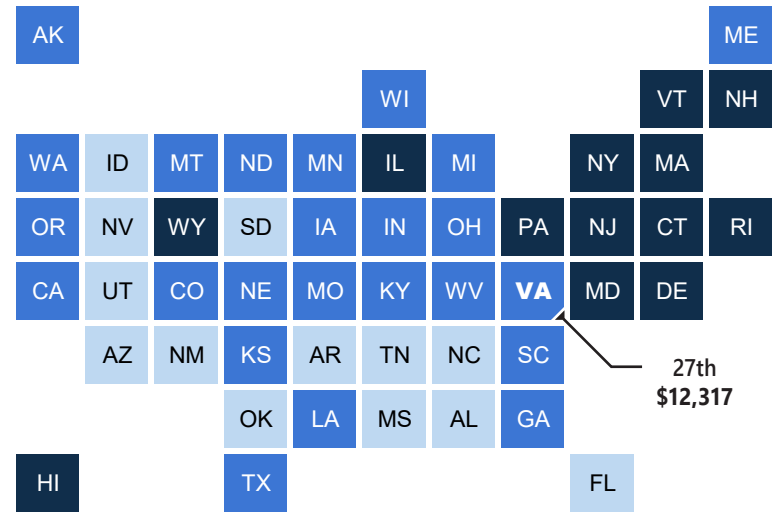 AK ME
WI VT NH
WA ID MT ND MN IL MI NY MA
OR NV WY SD IA IN OH PA NJ CT RI
CA UT CO NE MO KY WV VA MD DE
AZ NM KS AR TN NC SC
27th
$12,317
OK LA MS AL GA
HI TX FL